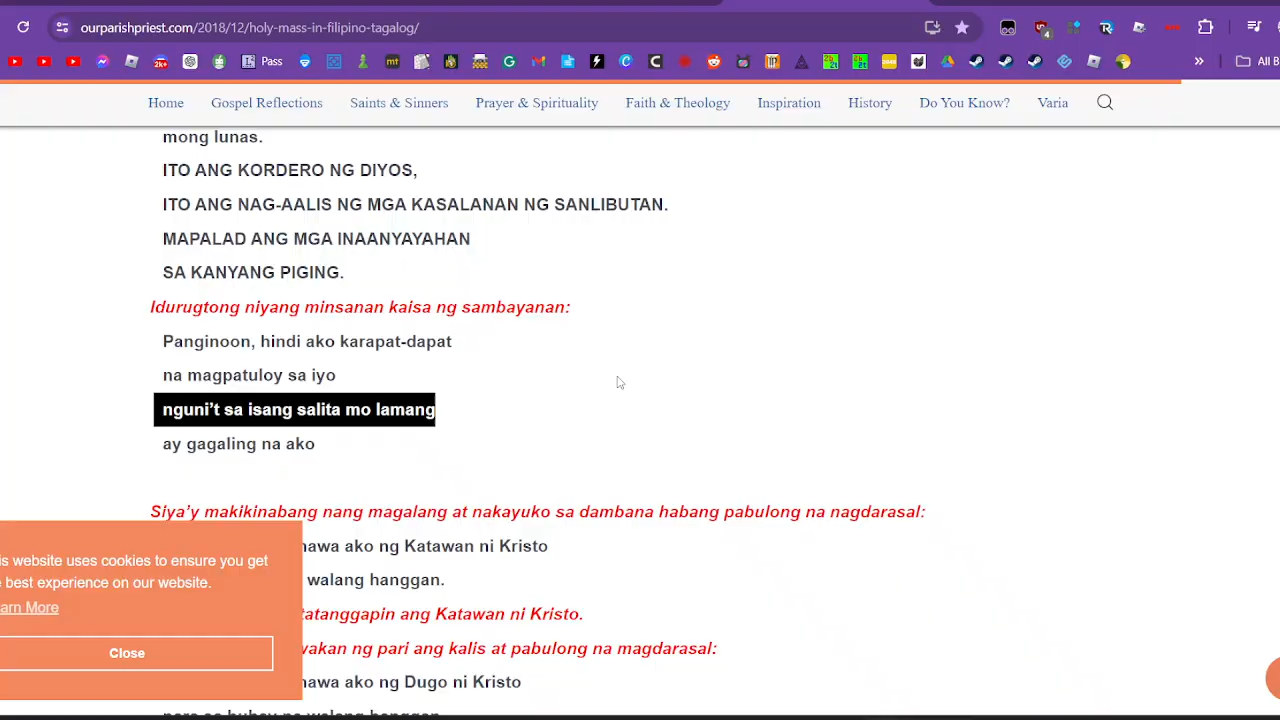 ourparishpriest.com/2018/12/holy-mass-in-filipino-tagalog/
Pass
All B
Home Gospel Reflections Saints & Sinners Prayer & Spirituality Faith & Theology Inspiration History Do You Know? Varia
mong lunas.
ITO ANG KORDERO NG DIYOS,
ITO ANG NAG-AALIS NG MGA KASALANAN NG SANLIBUTAN.
MAPALAD ANG MGA INAANYAYAHAN
SA KANYANG PIGING.
Idurugtong niyang minsanan kaisa ng sambayanan:
Panginoon, hindi ako karapat-dapat
na magpatuloy sa iyo
nguni’t sa isang salita mo lamang
ay gagaling na ako
Siya’y makikinabang nang magalang at nakayuko sa dambana habang pabulong na nagdarasal:
ako ng Katawan ni Kristo
walang hanggan.
ang Katawan ni Kristo.
ng pari ang kalis at pabulong na magdarasal:
ako ng Dugo ni Kristo
website uses cookies to ensure you get
best experience on our website.
More
Close